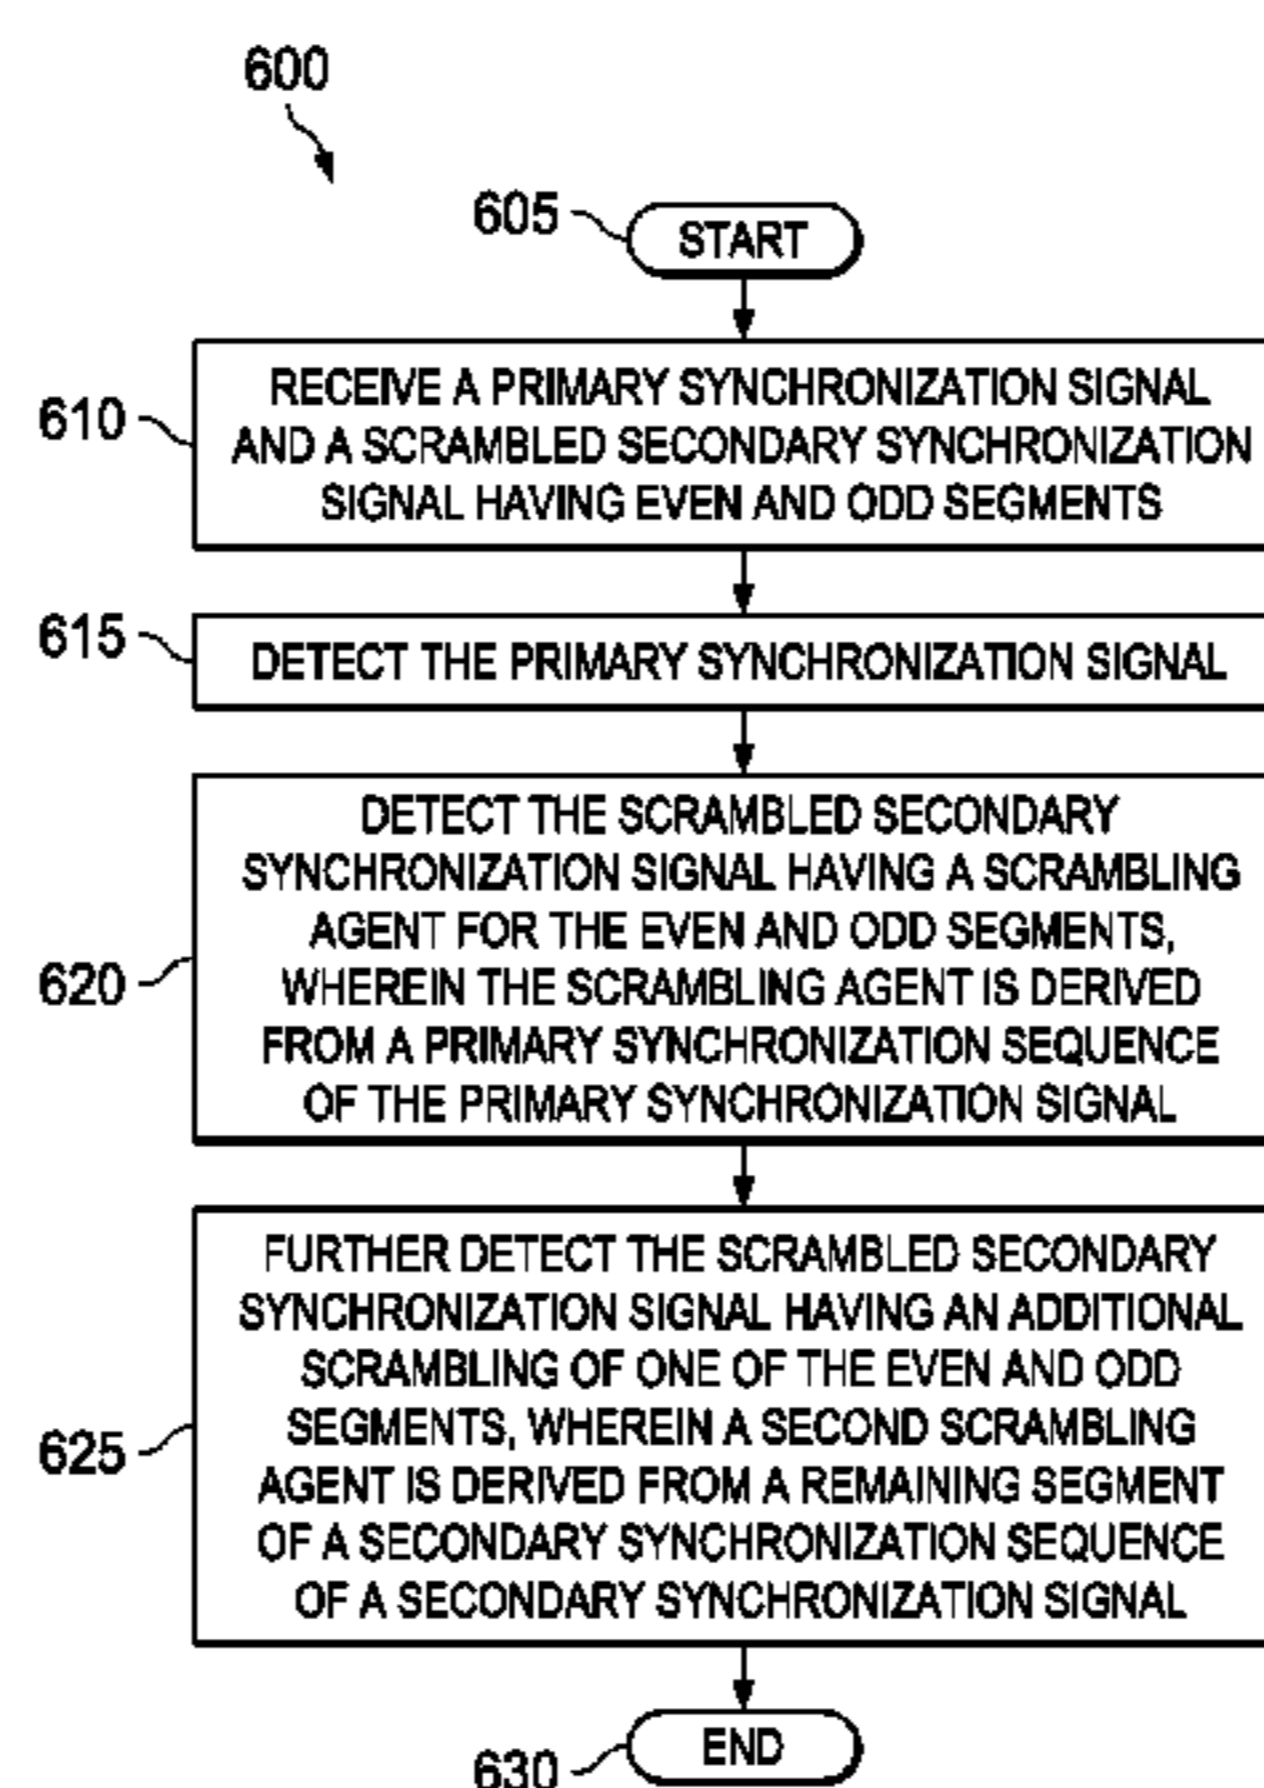 600
605
START
610
RECEIVE A PRIMARY SYNCHRONIZATION SIGNAL
AND A SCRAMBLED SECONDARY SYNCHRONIZATION
SIGNAL HAVING EVEN AND ODD SEGMENTS
615
DETECT THE PRIMARY SYNCHRONIZATION SIGNAL
620
DETECT THE SCRAMBLED SECONDARY
SYNCHRONIZATION SIGNAL HAVING A SCRAMBLING
AGENT FOR THE EVEN AND ODD SEGMENTS,
WHEREIN THE SCRAMBLING AGENT IS DERIVED
FROM A PRIMARY SYNCHRONIZATION SEQUENCE
OF THE PRIMARY SYNCHRONIZATION SIGNAL
625
FURTHER DETECT THE SCRAMBLED SECONDARY
SYNCHRONIZATION SIGNAL HAVING AN ADDITIONAL
SCRAMBLING OF ONE OF THE EVEN AND ODD
SEGMENTS, WHEREIN A SECOND SCRAMBLING
AGENT IS DERIVED FROM A REMAINING SEGMENT
OF A SECONDARY SYNCHRONIZATION SEQUENCE
OF A SECONDARY SYNCHRONIZATION SIGNAL
630
END